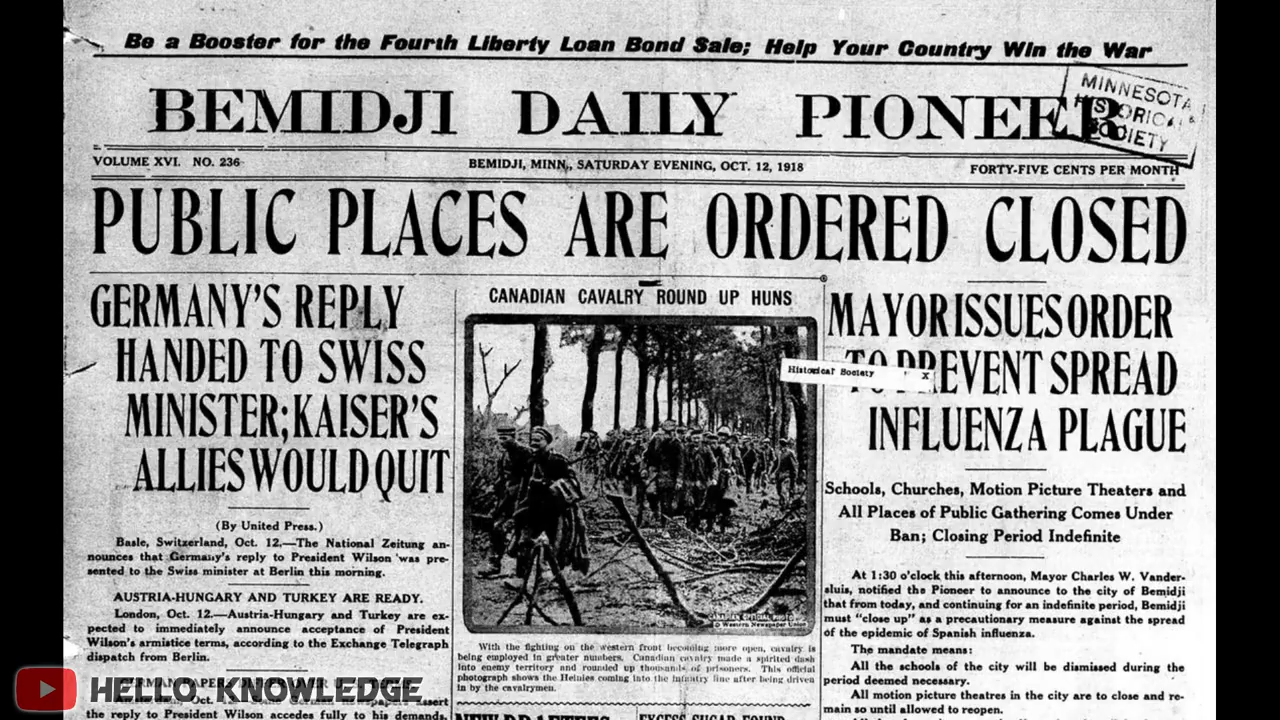 Be a Booster for the Fourth Liberty Loan Bond Sale; Help Your Country Win the War
BEMIDJI DAILY PIONEER
MINNESOTA
HISTORICAL
SOCIETY
VOLUME XVI. NO. 236
BEMIDJI, MINN., SATURDAY EVENING, OCT. 12, 1918
FORTY-FIVE CENTS PER MONTH
PUBLIC PLACES ARE ORDERED CLOSED
GERMANY'S REPLY
HANDED TO SWISS
MINISTER; KAISER'S
ALLIES WOULD QUIT
(By United Press.)
Basle, Switzerland, Oct. 12.—The National Zeitung an-
nounces that Germany's reply to President Wilson was pre-
sented to the Swiss minister at Berlin this morning.
AUSTRIA-HUNGARY AND TURKEY ARE READY.
London, Oct. 12.—Austria-Hungary and Turkey are ex-
pected to immediately announce acceptance of President
Wilson's armistice terms, according to the Exchange Telegraph
dispatch from Berlin.
the reply to President Wilson accedes fully to his demands.
CANADIAN CAVALRY ROUND UP HUNS
CANADIAN OFFICIAL PHOTO
© Western Newspaper Union
With the fighting on the western front becoming more open, cavalry is
being employed in greater numbers. Canadian cavalry made a spirited dash
into enemy territory and rounded up thousands of prisoners. This official
photograph shows the Heinies coming into the infantry line after being driven
in by the cavalrymen.
EXCESS SUGAR FOUND
MAYOR ISSUES ORDER
TO PREVENT SPREAD
INFLUENZA PLAGUE
Historical Society
Schools, Churches, Motion Picture Theaters and
All Places of Public Gathering Comes Under
Ban; Closing Period Indefinite
At 1:30 o'clock this afternoon, Mayor Charles W. Vander-
sluis, notified the Pioneer to announce to the city of Bemidji
that from today, and continuing for an indefinite period, Bemidji
must "close up" as a precautionary measure against the spread
of the epidemic of Spanish influenza.
The mandate means:
All the schools of the city will be dismissed during the
period deemed necessary.
All motion picture theatres in the city are to close and re-
main so until allowed to reopen.
HELLO, KNOWLEDGE